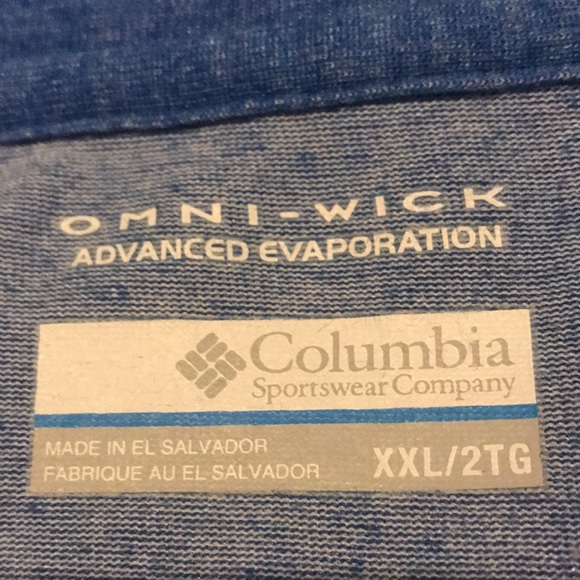 OMNI-WICK
ADVANCED EVAPORATION
Columbia
Sportswear Company
MADE IN EL SALVADOR
FABRIQUE AU EL SALVADOR
XXL/2TG